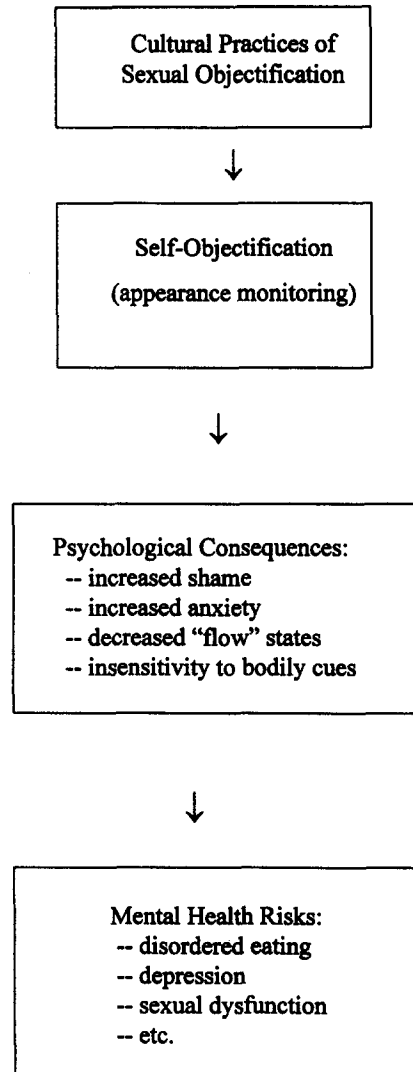 Cultural Practices of
Sexual Objectification
↓
Self-Objectification
(appearance monitoring)
↓
Psychological Consequences:
-- increased shame
-- increased anxiety
-- decreased “flow” states
-- insensitivity to bodily cues
↓
Mental Health Risks:
-- disordered eating
-- depression
-- sexual dysfunction
-- etc.